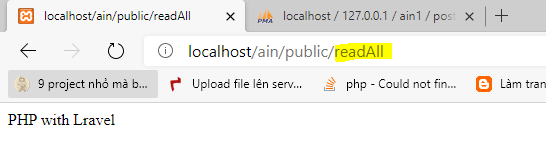 localhost/ain/public/readAll
localhost / 127.0.0.1 / ain1 / post
localhost/ain/public/readAll
9 project nhỏ mà b...
Upload file lên serv...
php - Could not fin...
Làm tran
PHP with Lravel